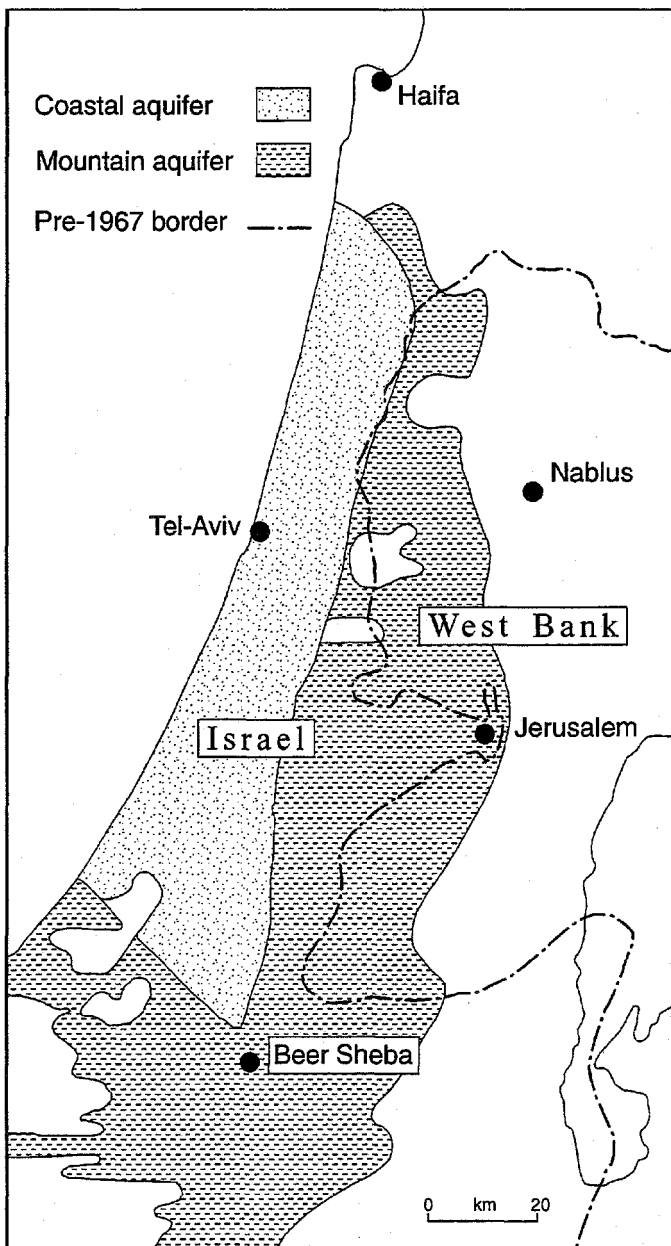 Coastal aquifer
Mountain aquifer
Pre-1967 border
Haifa
Nablus
Tel-Aviv
West Bank
Israel
Jerusalem
Beer Sheba
0 km 20